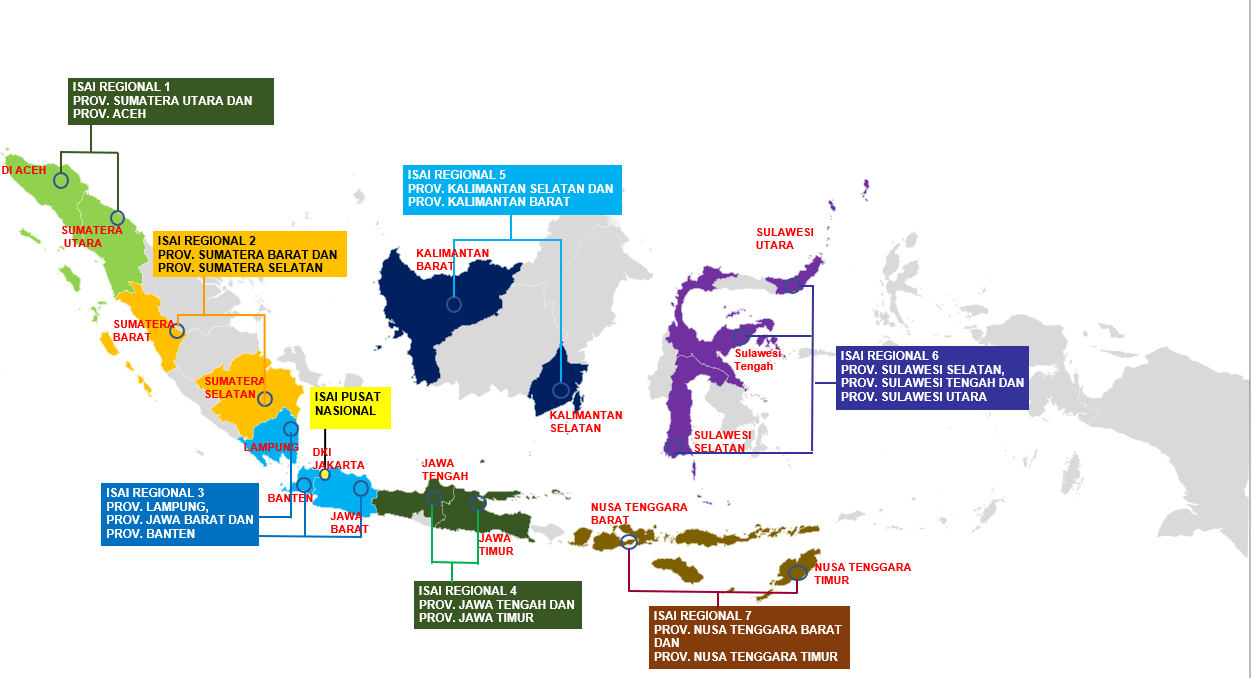 ISAI REGIONAL 1
PROV. SUMATERA UTARA DAN
PROV. ACEH
DI ACEH
SUMATERA
UTARA
ISAI REGIONAL 2
PROV. SUMATERA BARAT DAN
PROV. SUMATERA SELATAN
SUMATERA
BARAT
SUMATERA
SELATAN
ISAI REGIONAL 5
PROV. KALIMANTAN SELATAN DAN
PROV. KALIMANTAN BARAT
KALIMANTAN
BARAT
KALIMANTAN
SELATAN
SULAWESI
UTARA
Sulawesi
Tengah
SULAWESI
SELATAN
ISAI REGIONAL 6
PROV. SULAWESI SELATAN,
PROV. SULAWESI TENGAH DAN
PROV. SULAWESI UTARA
ISAI PUSAT
NASIONAL
DKI
JAKARTA
LAMPUNG
BANTEN
JAWA
BARAT
ISAI REGIONAL 3
PROV. LAMPUNG,
PROV. JAWA BARAT DAN
PROV. BANTEN
JAWA
TENGAH
JAWA
TIMUR
ISAI REGIONAL 4
PROV. JAWA TENGAH DAN
PROV. JAWA TIMUR
NUSA TENGGARA
BARAT
NUSA TENGGARA
TIMUR
ISAI REGIONAL 7
PROV. NUSA TENGGARA BARAT
DAN
PROV. NUSA TENGGARA TIMUR